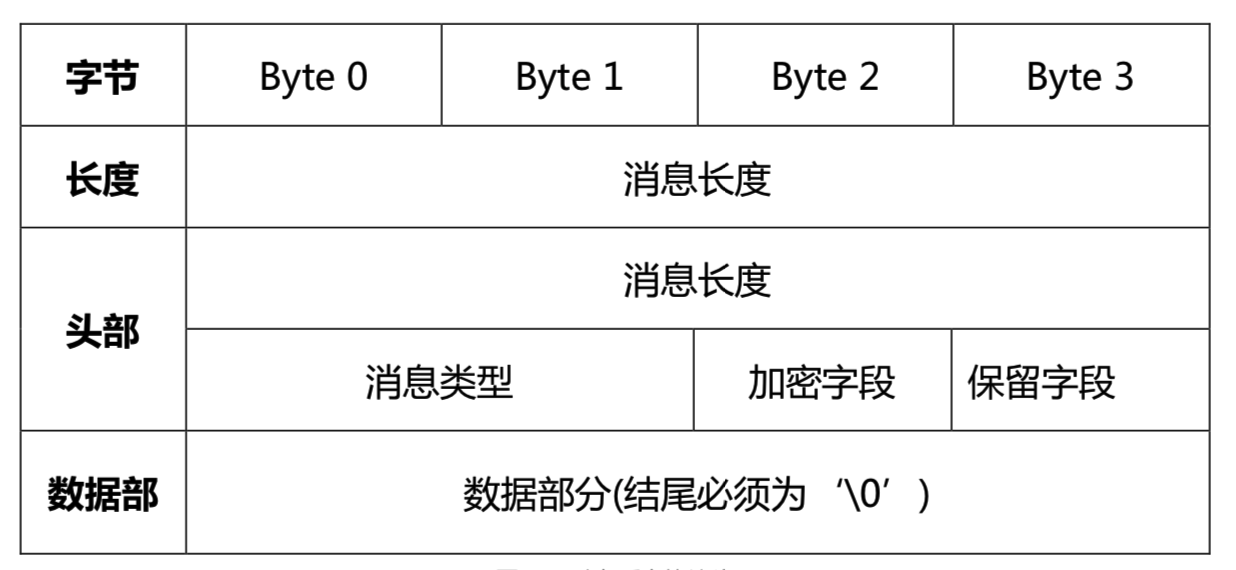 字节 Byte 0 Byte 1 Byte 2 Byte 3
长度 消息长度
头部 消息长度
消息类型 加密字段 保留字段
数据部 数据部分(结尾必须为‘\0’)